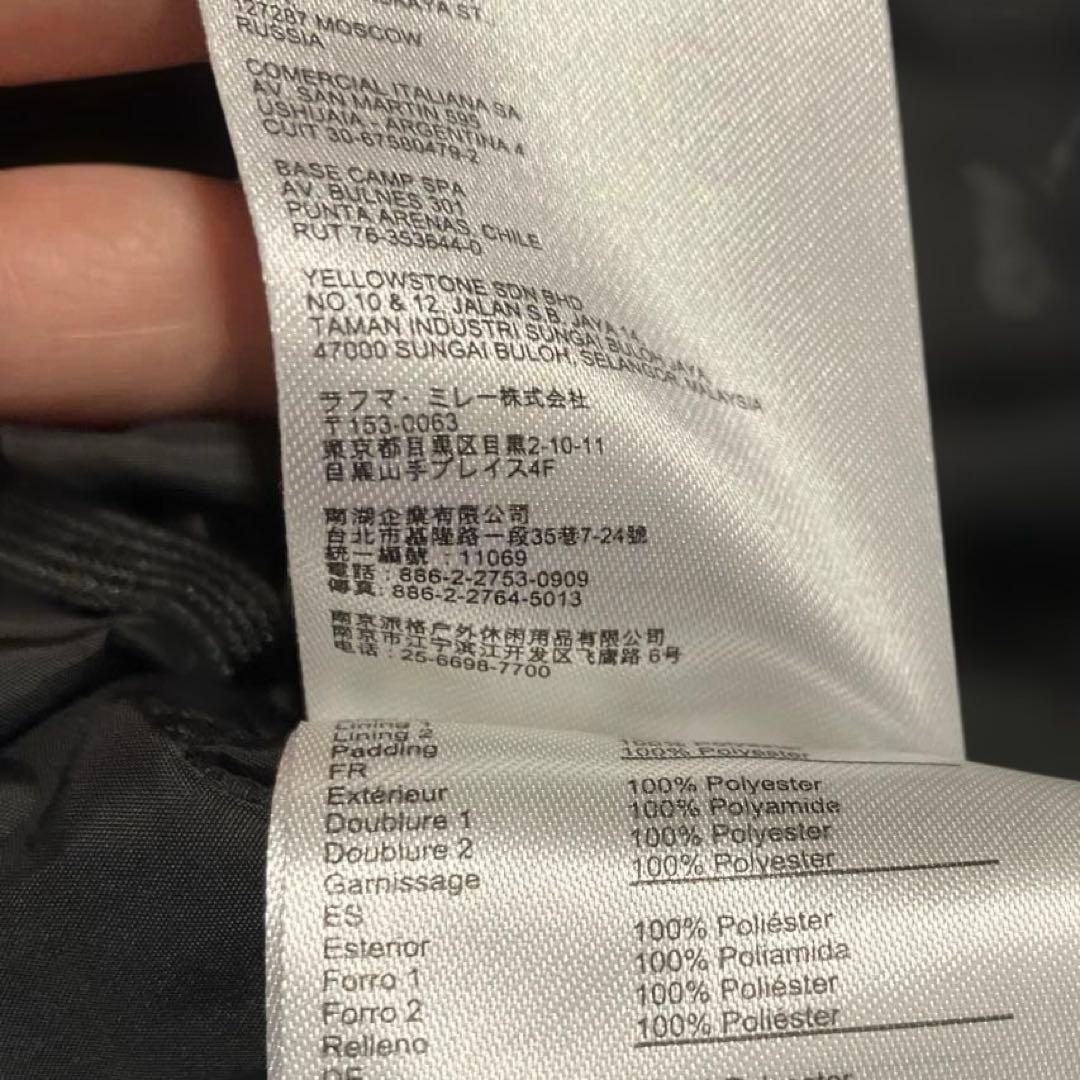 127287 MOSCOW
RUSSIA
COMERCIAL ITALIANA SA
AV. SAN MARTIN 595
USHUAIA - ARGENTINA 4
CUIT 30-67580479-2
BASE CAMP SPA
AV. BULNES 301
PUNTA ARENAS, CHILE
RUT 76-353644-0
YELLOWSTONE SDN BHD
NO.10 & 12, JALAN S.B. JAYA 14,
TAMAN INDUSTRI SUNGAI BULOH JAYA,
47000 SUNGAI BULOH, SELANGOR, MALAYSIA
ラフマ・ミレー株式会社
〒153-0063
東京都目黒区目黒2-10-11
目黒山手プレイス4F
南湖企業有限公司
台北市基隆路一段35巷7-24號
統一編號 : 11069
電話 : 886-2-2753-0909
傳真: 886-2-2764-5013
南京派格户外休闲用品有限公司
南京市江宁滨江开发区飞鹰路 6号
电话 : 25-6698-7700
Lining 1
Lining 2 100% Polyester
Padding 100% Polyester
FR
Extérieur 100% Polyester
Doublure 1 100% Polyamide
Doublure 2 100% Polyester
Garnissage 100% Polyester
ES
Esterior 100% Poliéster
Forro 1 100% Poliamida
Forro 2 100% Poliéster
Relleno 100% Poliéster
DE